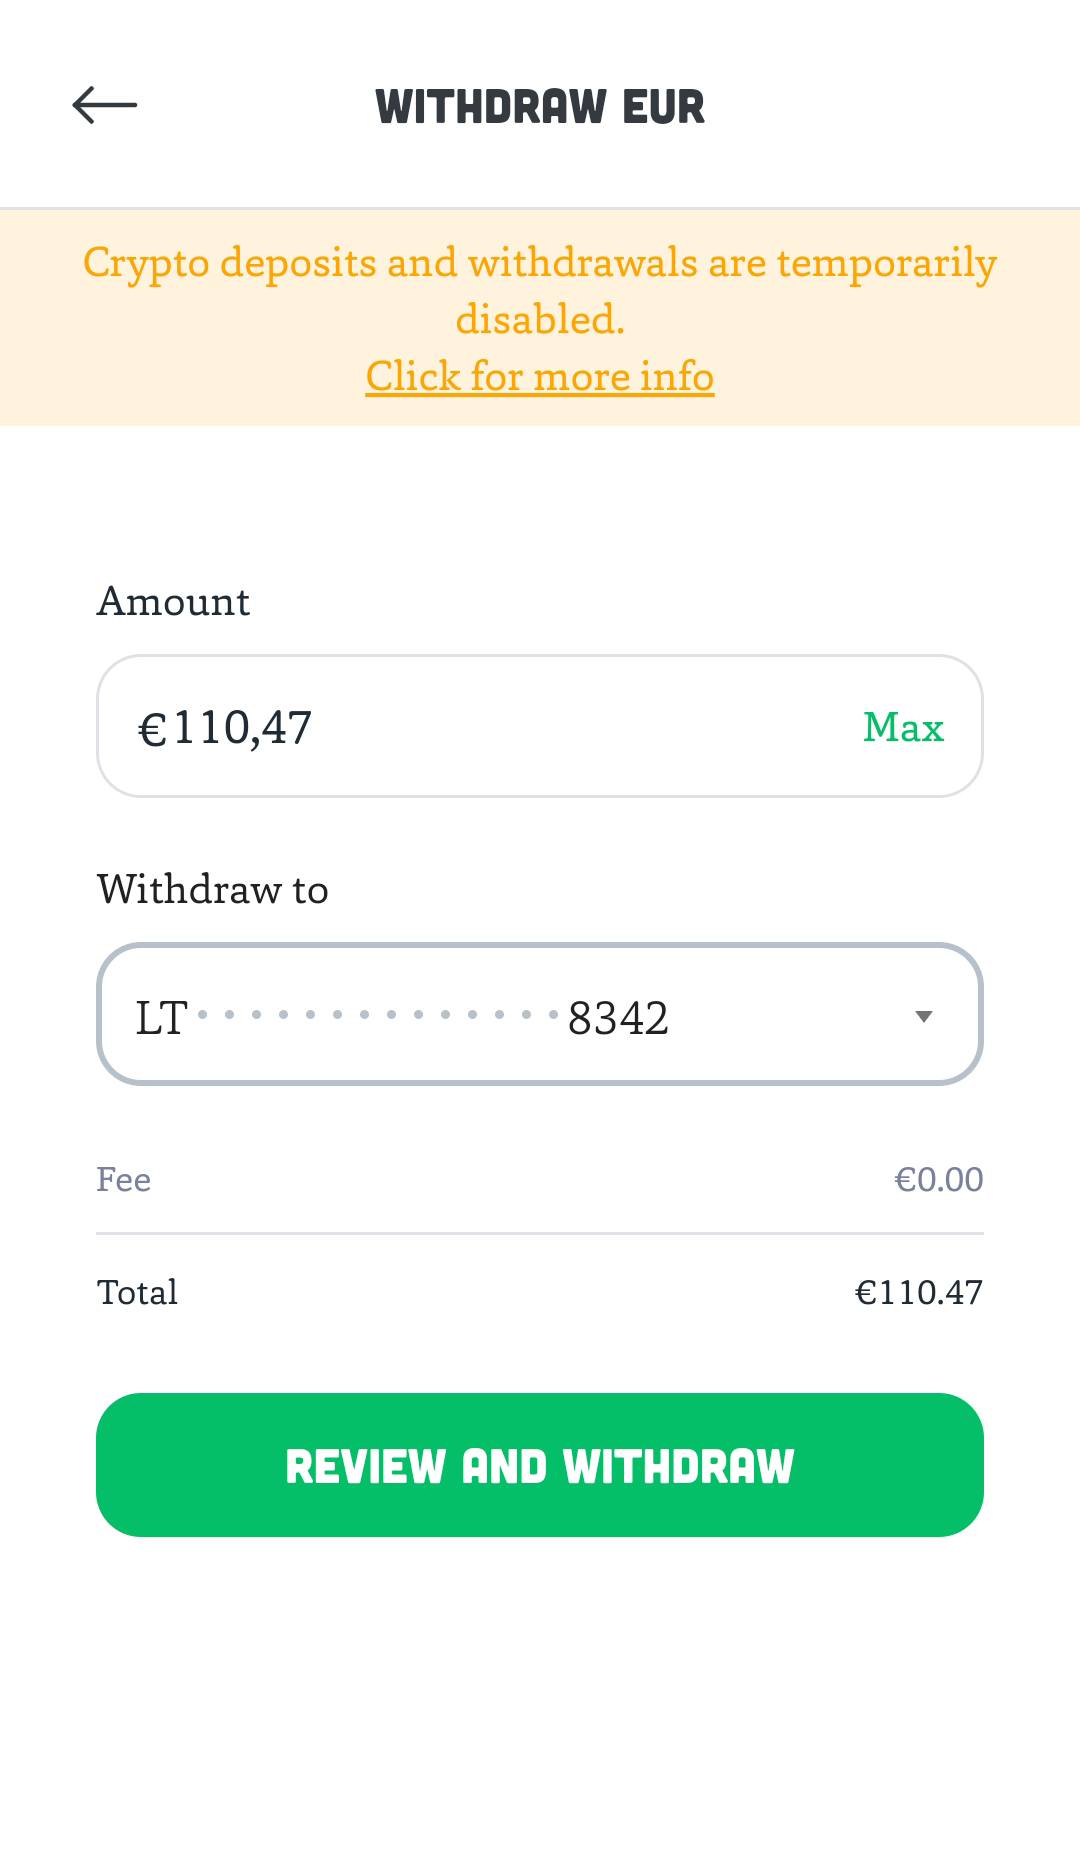 WITHDRAW EUR
Crypto deposits and withdrawals are temporarily
disabled.
Click for more info
Amount
€110,47 Max
Withdraw to
LT • • • • • • • • • • • • • • 8342
Fee €0.00
Total €110.47
REVIEW AND WITHDRAW